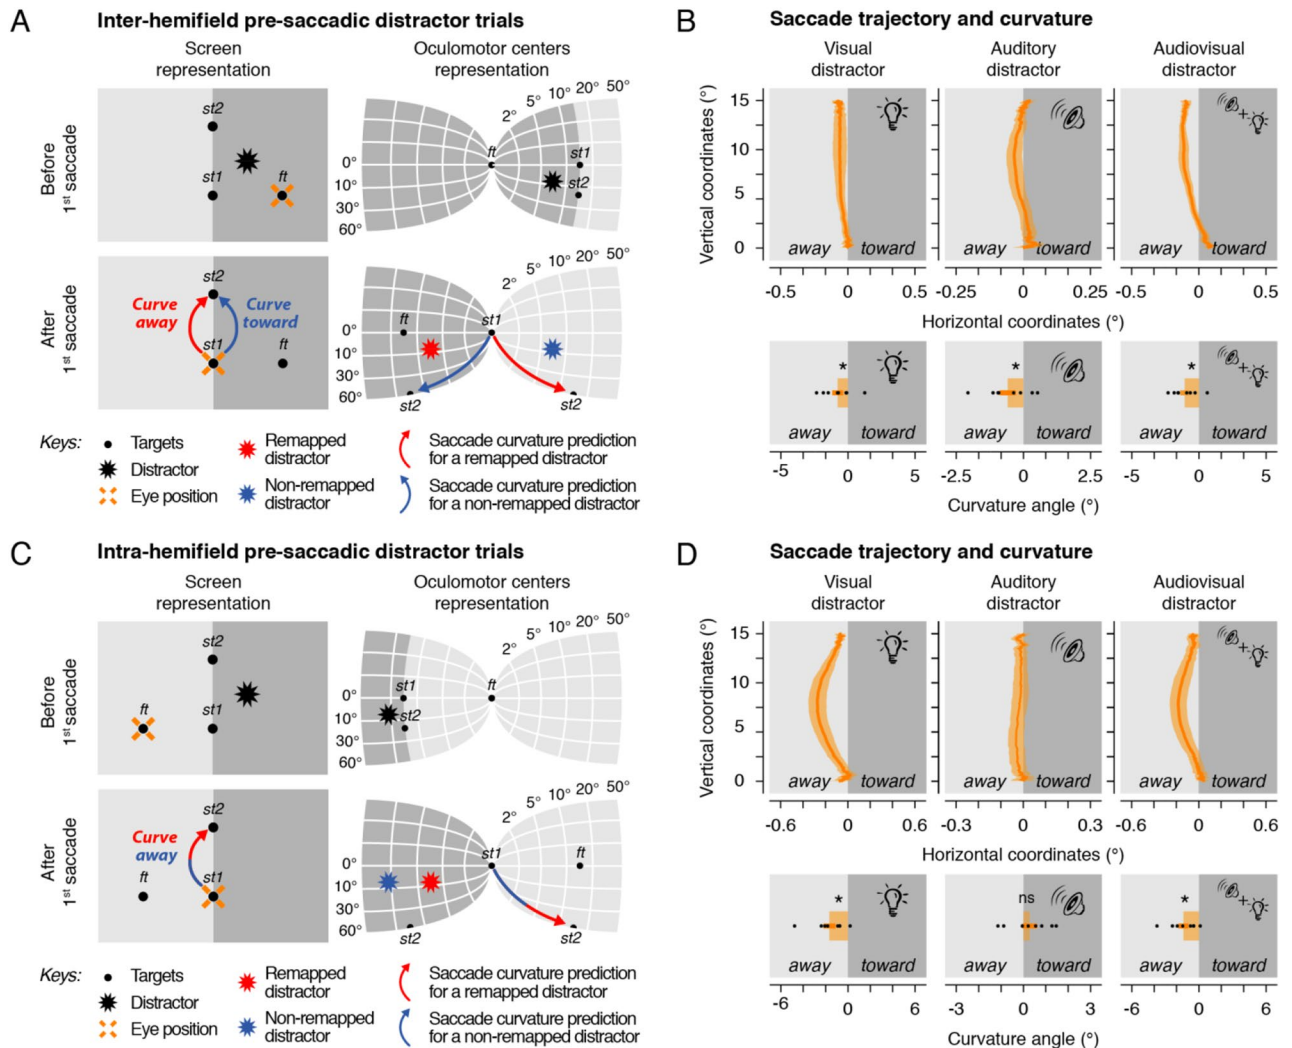 A
Inter-hemifield pre-saccadic distractor trials
Screen
representation
Oculomotor centers
representation
Before
1st saccade
st2
st1
ft
2°
5°
10°
20°
50°
0°
10°
30°
60°
ft
st1
st2
After
1st saccade
st2
Curve
away
Curve
toward
st1
ft
2°
5°
10°
20°
50°
0°
10°
30°
60°
ft
st1
st2
st2
Keys:
Targets
Distractor
Eye position
Remapped
distractor
Non-remapped
distractor
Saccade curvature prediction
for a remapped distractor
Saccade curvature prediction
for a non-remapped distractor
B
Saccade trajectory and curvature
Visual
distractor
Auditory
distractor
Audiovisual
distractor
Vertical coordinates (°)
15
10
5
0
away toward
away toward
away toward
-0.5 0 0.5
-0.25 0 0.25
-0.5 0 0.5
Horizontal coordinates (°)
* * *
+
+
away toward
away toward
away toward
-5 0 5
-2.5 0 2.5
-5 0 5
Curvature angle (°)
C
Intra-hemifield pre-saccadic distractor trials
Screen
representation
Oculomotor centers
representation
Before
1st saccade
st2
ft
st1
2°
5°
10°
20°
50°
0°
10°
30°
60°
st1
ft
st2
After
1st saccade
st2
Curve
away
ft
st1
2°
5°
10°
20°
50°
0°
10°
30°
60°
st1
ft
st2
st2
Keys:
Targets
Distractor
Eye position
Remapped
distractor
Non-remapped
distractor
Saccade curvature prediction
for a remapped distractor
Saccade curvature prediction
for a non-remapped distractor
D
Saccade trajectory and curvature
Visual
distractor
Auditory
distractor
Audiovisual
distractor
Vertical coordinates (°)
15
10
5
0
away toward
away toward
away toward
-0.6 0 0.6
-0.3 0 0.3
-0.6 0 0.6
Horizontal coordinates (°)
* ns *
+
+
away toward
away toward
away toward
-6 0 6
-3 0 3
-6 0 6
Curvature angle (°)